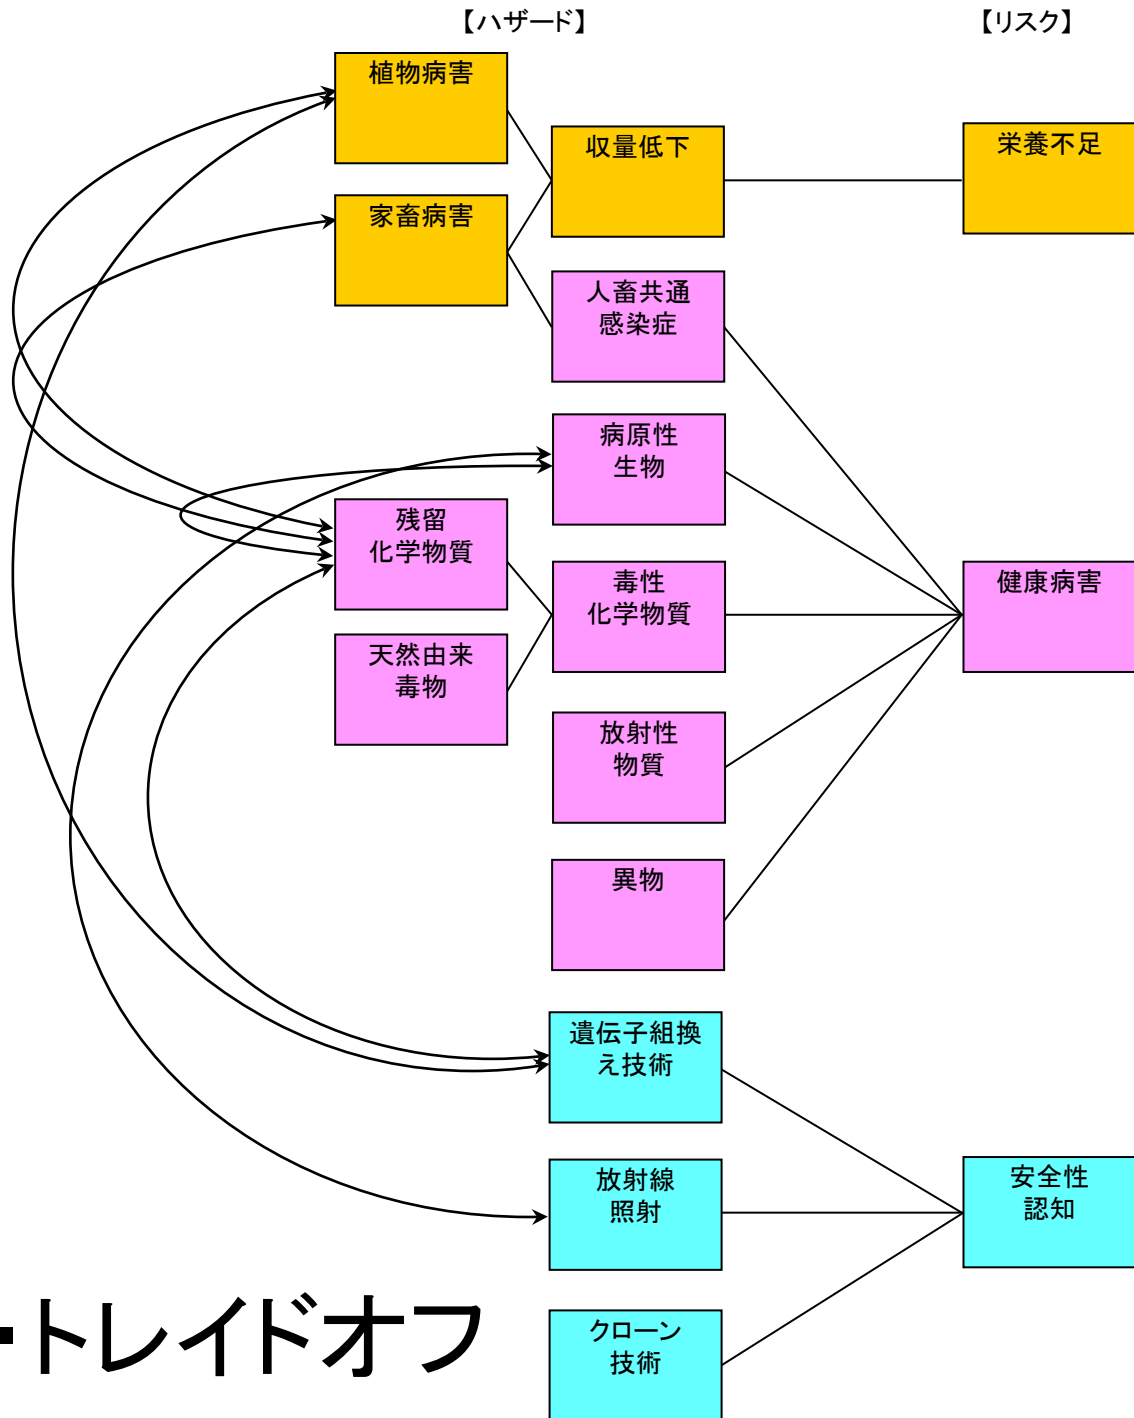 【ハザード】
【リスク】
植物病害
収量低下
栄養不足
家畜病害
人畜共通
感染症
病原性
生物
残留
化学物質
毒性
化学物質
健康病害
天然由来
毒物
放射性
物質
異物
遺伝子組換
え技術
放射線
照射
安全性
認知
クローン
技術
・トレイドオフ